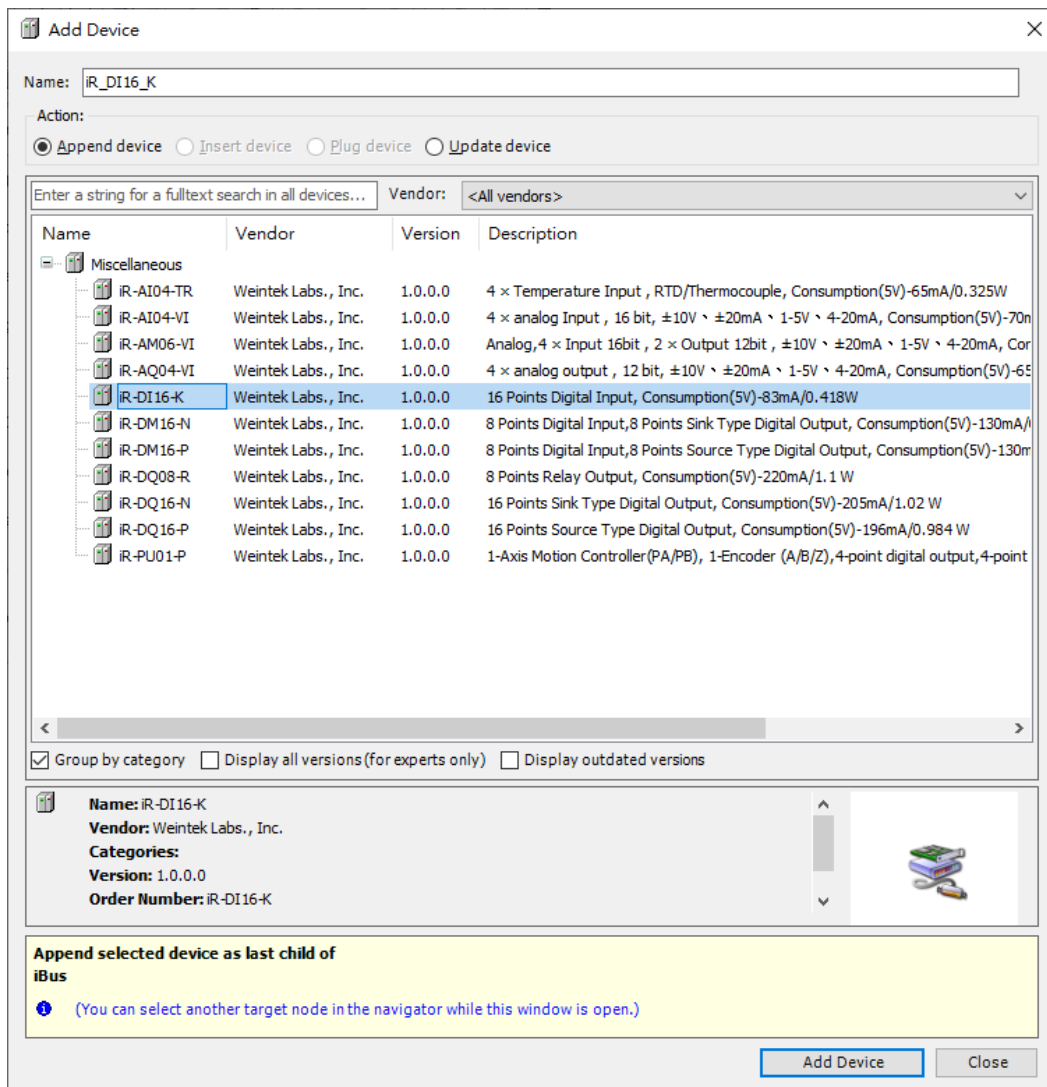 Add Device
Name: iR_DI16_K
Action:
Append device Insert device Plug device Update device
Enter a string for a fulltext search in all devices... Vendor: <All vendors>
Name Vendor Version Description
Miscellaneous
iR-AI04-TR Weintek Labs., Inc. 1.0.0.0 4 × Temperature Input , RTD/Thermocouple, Consumption(5V)-65mA/0.325W
iR-AI04-VI Weintek Labs., Inc. 1.0.0.0 4 × analog Input , 16 bit, ±10V、±20mA、1-5V、4-20mA, Consumption(5V)-70m
iR-AM06-VI Weintek Labs., Inc. 1.0.0.0 Analog,4 × Input 16bit , 2 × Output 12bit , ±10V、±20mA、1-5V、4-20mA, Cor
iR-AQ04-VI Weintek Labs., Inc. 1.0.0.0 4 × analog output , 12 bit, ±10V、±20mA、1-5V、4-20mA, Consumption(5V)-65
iR-DI16-K Weintek Labs., Inc. 1.0.0.0 16 Points Digital Input, Consumption(5V)-83mA/0.418W
iR-DM16-N Weintek Labs., Inc. 1.0.0.0 8 Points Digital Input,8 Points Sink Type Digital Output, Consumption(5V)-130mA/
iR-DM16-P Weintek Labs., Inc. 1.0.0.0 8 Points Digital Input,8 Points Source Type Digital Output, Consumption(5V)-130m
iR-DQ08-R Weintek Labs., Inc. 1.0.0.0 8 Points Relay Output, Consumption(5V)-220mA/1.1 W
iR-DQ16-N Weintek Labs., Inc. 1.0.0.0 16 Points Sink Type Digital Output, Consumption(5V)-205mA/1.02 W
iR-DQ16-P Weintek Labs., Inc. 1.0.0.0 16 Points Source Type Digital Output, Consumption(5V)-196mA/0.984 W
iR-PU01-P Weintek Labs., Inc. 1.0.0.0 1-Axis Motion Controller(PA/PB), 1-Encoder (A/B/Z),4-point digital output,4-point
Group by category Display all versions(for experts only) Display outdated versions
Name: iR-DI16-K
Vendor: Weintek Labs., Inc.
Categories:
Version: 1.0.0.0
Order Number: iR-DI16-K
Append selected device as last child of
iBus
(You can select another target node in the navigator while this window is open.)
Add Device Close